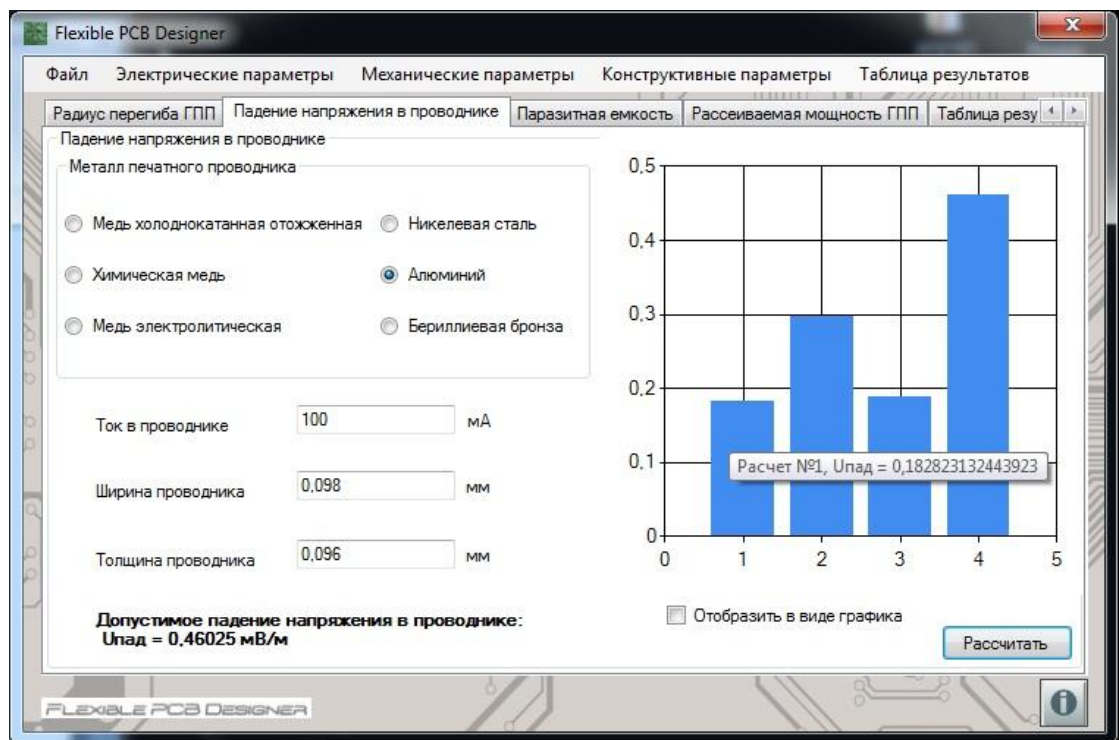 Flexible PCB Designer
Файл Электрические параметры Механические параметры Конструктивные параметры Таблица результатов
Радиус перегиба ГПП Падение напряжения в проводнике Паразитная емкость Рассеиваемая мощность ГПП Таблица резу
Падение напряжения в проводнике
Металл печатного проводника
Медь холоднокатанная отожженная Никелевая сталь
Химическая медь Алюминий
Медь электролитическая Бериллиевая бронза
Ток в проводнике 100 мА
Ширина проводника 0,098 мм
Толщина проводника 0,096 мм
Допустимое падение напряжения в проводнике:
Uпад = 0,46025 мВ/м
0,5
0,4
0,3
0,2
0,1
0
Расчет №1, Uпад = 0,182823132443923
0 1 2 3 4 5
Отобразить в виде графика
Рассчитать
FLEXIBLE PCB DESIGNER